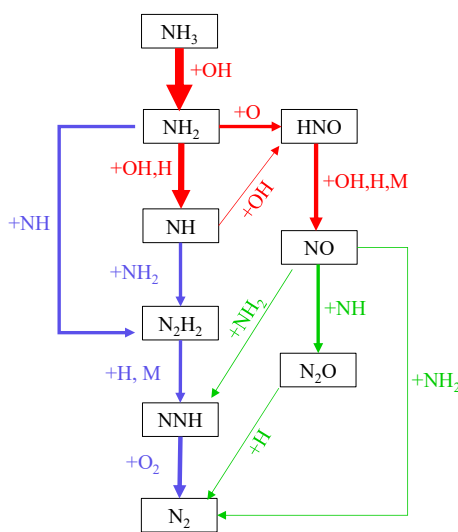 NH₃
+OH
NH₂
+O
HNO
+OH,H
+OH
+OH,H,M
+NH
NH
NO
+NH₂
+NH₂
+NH
N₂H₂
N₂O
+NH₂
+H, M
NNH
+H
+O₂
N₂